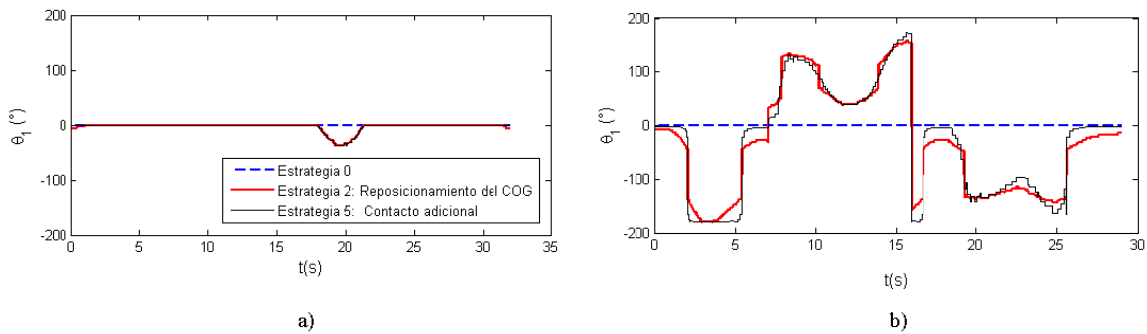 200
100
0
-100
-200
θ1 (°)
Estrategia 0
Estrategia 2: Reposicionamiento del COG
Estrategia 5: Contacto adicional
0 5 10 15 20 25 30 35
t(s)
a)
200
100
0
-100
-200
θ1 (°)
0 5 10 15 20 25 30
t(s)
b)